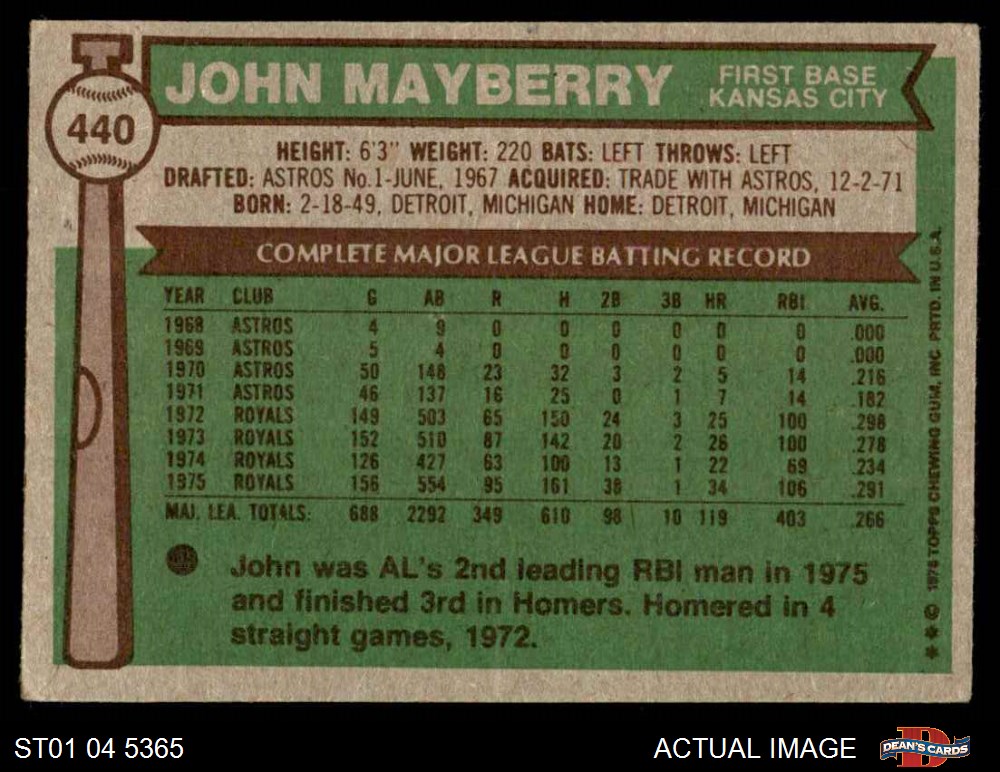 440
JOHN MAYBERRY
FIRST BASE
KANSAS CITY
HEIGHT: 6'3" WEIGHT: 220 BATS: LEFT THROWS: LEFT
DRAFTED: ASTROS No.1-JUNE, 1967 ACQUIRED: TRADE WITH ASTROS, 12-2-71
BORN: 2-18-49, DETROIT, MICHIGAN HOME: DETROIT, MICHIGAN
COMPLETE MAJOR LEAGUE BATTING RECORD
YEAR CLUB G AB R H 2B 3B HR RBI AVG.
1968 ASTROS 4 9 0 0 0 0 0 0 .000
1969 ASTROS 5 4 0 0 0 0 0 0 .000
1970 ASTROS 50 148 23 32 3 2 5 14 .216
1971 ASTROS 46 137 16 25 0 1 7 14 .182
1972 ROYALS 149 503 65 150 24 3 25 100 .298
1973 ROYALS 152 510 87 142 20 2 26 100 .278
1974 ROYALS 126 427 63 100 13 1 22 69 .234
1975 ROYALS 156 554 95 161 38 1 34 106 .291
MAJ. LEA. TOTALS: 688 2292 349 610 98 10 119 403 .266
John was AL's 2nd leading RBI man in 1975
and finished 3rd in Homers. Homered in 4
straight games, 1972.
* * © 1976 TOPPS CHEWING GUM, INC PRTD. IN U.S.A.
ST01 04 5365
ACTUAL IMAGE
DEAN'S CARDS